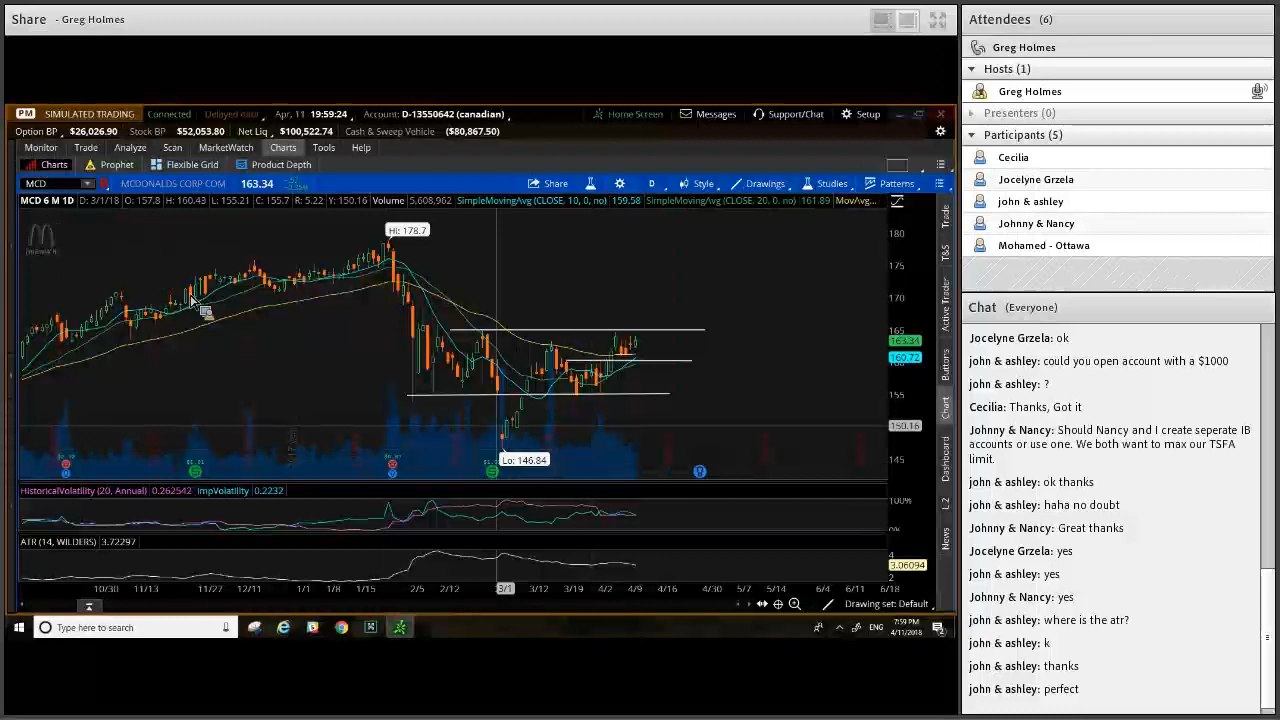 Share - Greg Holmes
PM SIMULATED TRADING Connected Delayed data Apr, 11 19:59:24 Account: D-13550642 (canadian) Home Screen Messages Support/Chat Setup
Option BP $26,026.90 Stock BP $52,053.80 Net Liq $100,522.74 Cash & Sweep Vehicle ($80,867.50)
Monitor Trade Analyze Scan MarketWatch Charts Tools Help
Charts Prophet Flexible Grid Product Depth
MCD MCDONALDS CORP COM 163.34 Share D Style Drawings Studies Patterns
MCD 6 M 1D D: 3/1/18 O: 157.8 H: 160.43 L: 155.21 C: 155.7 R: 5.22 Y: 150.16 Volume 5,608,962 SimpleMovingAvg (CLOSE, 10, 0, no) 159.58 SimpleMovingAvg (CLOSE, 20, 0, no) 161.89 MovAvg...
Hi: 178.7
180
175
170
165
163.34
160.72
155
150.16
145
Lo: 146.84
Trade
T&S
Active Trader
Buttons
Chart
Dashboard
L 2
News
HistoricalVolatility (20, Annual) 0.262542 ImpVolatility 0.2232
100%
0%
ATR (14, WILDERS) 3.72297
4
3.06094
2
10/30 11/13 11/27 12/11 1/2 1/15 2/5 2/12 3/1 3/12 3/19 4/2 4/9 4/16 4/30 5/7 5/21 6/4 6/11 6/18
Drawing set: Default
Type here to search
ENG
7:59 PM
4/11/2018
Attendees (6)
Greg Holmes
Hosts (1)
Greg Holmes
Presenters (0)
Participants (5)
Cecilia
Jocelyne Grzela
john & ashley
Johnny & Nancy
Mohamed - Ottawa
Chat (Everyone)
Jocelyne Grzela: ok
john & ashley: could you open account with a $1000
john & ashley: ?
Cecilia: Thanks, Got it
Johnny & Nancy: Should Nancy and I create seperate IB
accounts or use one. We both want to max our TSFA
limit.
john & ashley: ok thanks
john & ashley: haha no doubt
Johnny & Nancy: Great thanks
Jocelyne Grzela: yes
john & ashley: yes
Johnny & Nancy: yes
john & ashley: where is the atr?
john & ashley: k
john & ashley: thanks
john & ashley: perfect